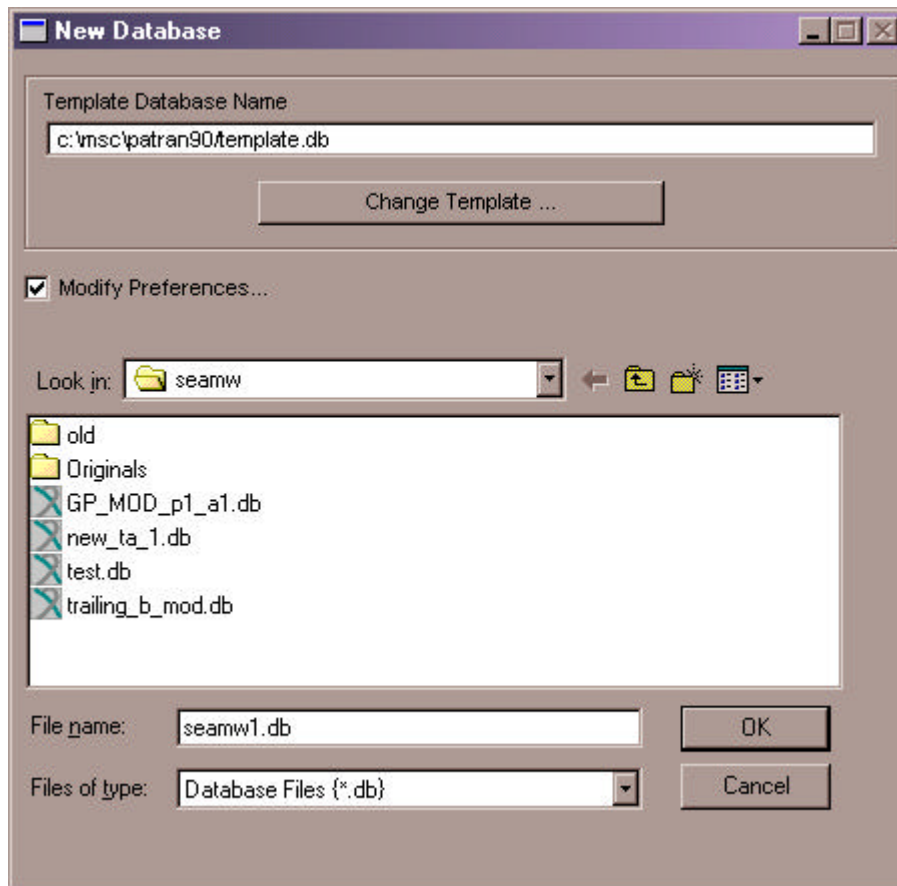 New Database
Template Database Name
c:\msc\patran90/template.db
Change Template ...
Modify Preferences...
Look in: seamw
old
Originals
GP_MOD_p1_a1.db
new_ta_1.db
test.db
trailing_b_mod.db
File name: seamw1.db OK
Files of type: Database Files {*.db} Cancel